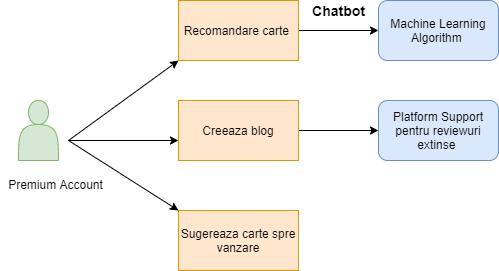 Chatbot
Recomandare carte
Machine Learning
Algorithm
Creeaza blog
Platform Support
pentru reviewuri
extinse
Premium Account
Sugereaza carte spre
vanzare